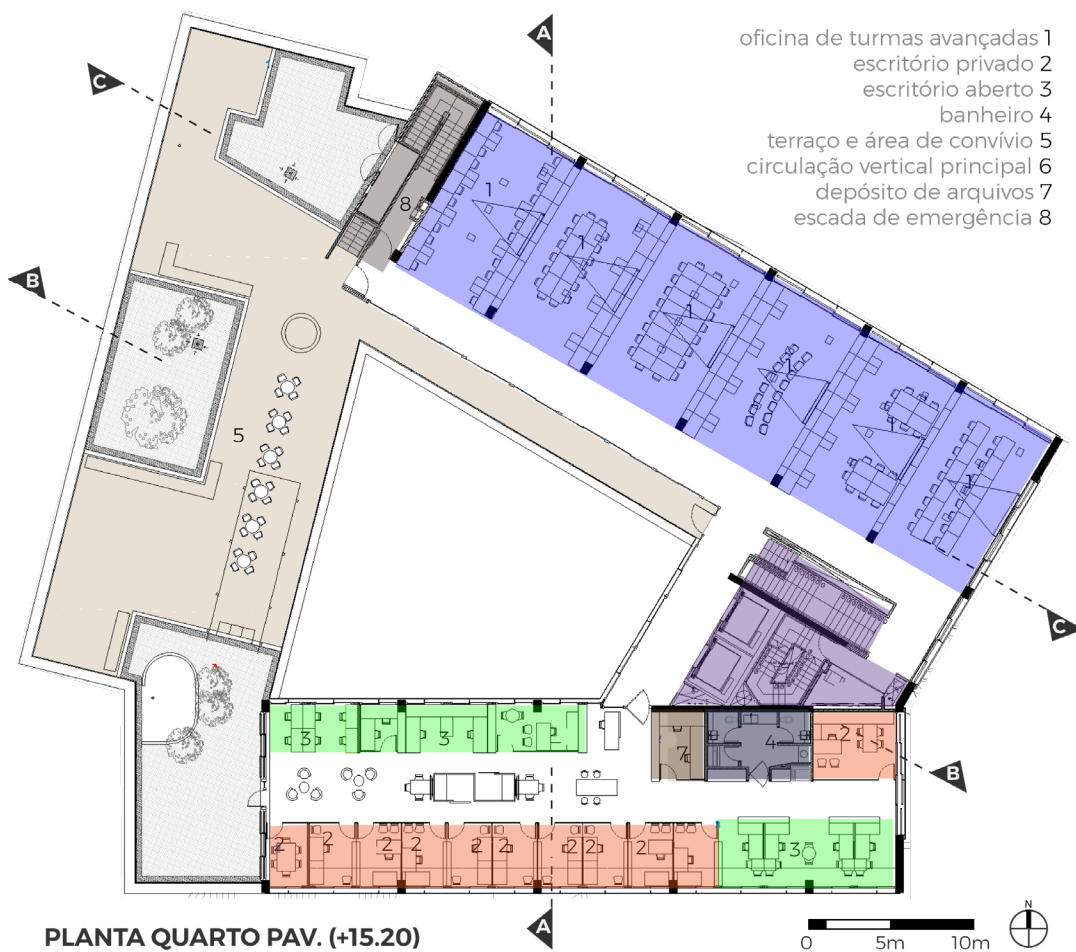 oficina de turmas avançadas 1
escritório privado 2
escritório aberto 3
banheiro 4
terraço e área de convívio 5
circulação vertical principal 6
depósito de arquivos 7
escada de emergência 8
A
C
1
8
1
B
1
1
5
1
1
C
3
3
7
4
2
B
2
2
2
2
2
2
2
2
2
3
A
PLANTA QUARTO PAV. (+15.20)
0 5m 10m
N